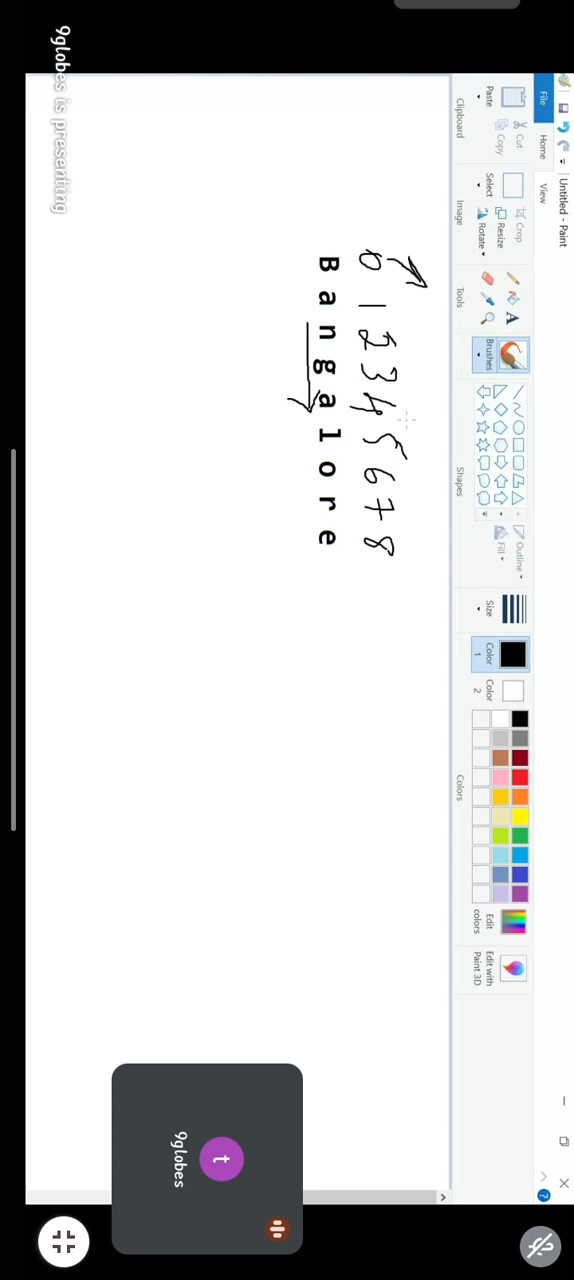 Untitled - Paint
File Home View
Paste
Cut
Copy
Clipboard
Select
Crop
Resize
Rotate
Image
A
Tools
Brushes
Shapes
Outline
Fill
Size
Color 1
Color 2
Colors
Edit colors
Edit with Paint 3D
0 1 2 3 4 5 6 7 8
B a n g a l o r e
t
9globes
9globes is presenting